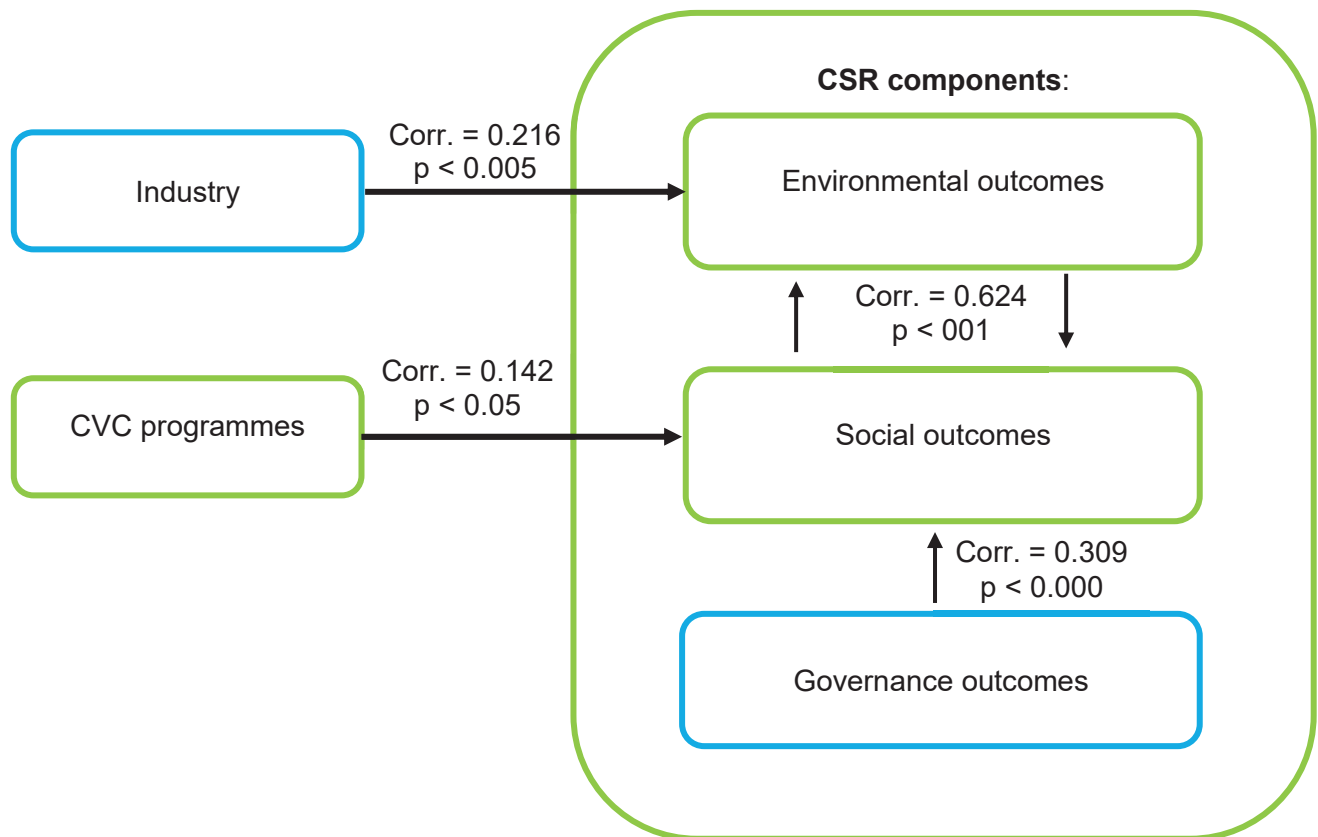 CSR components:
Corr. = 0.216
p < 0.005
Industry
Environmental outcomes
Corr. = 0.624
p < 001
Corr. = 0.142
p < 0.05
CVC programmes
Social outcomes
Corr. = 0.309
p < 0.000
Governance outcomes